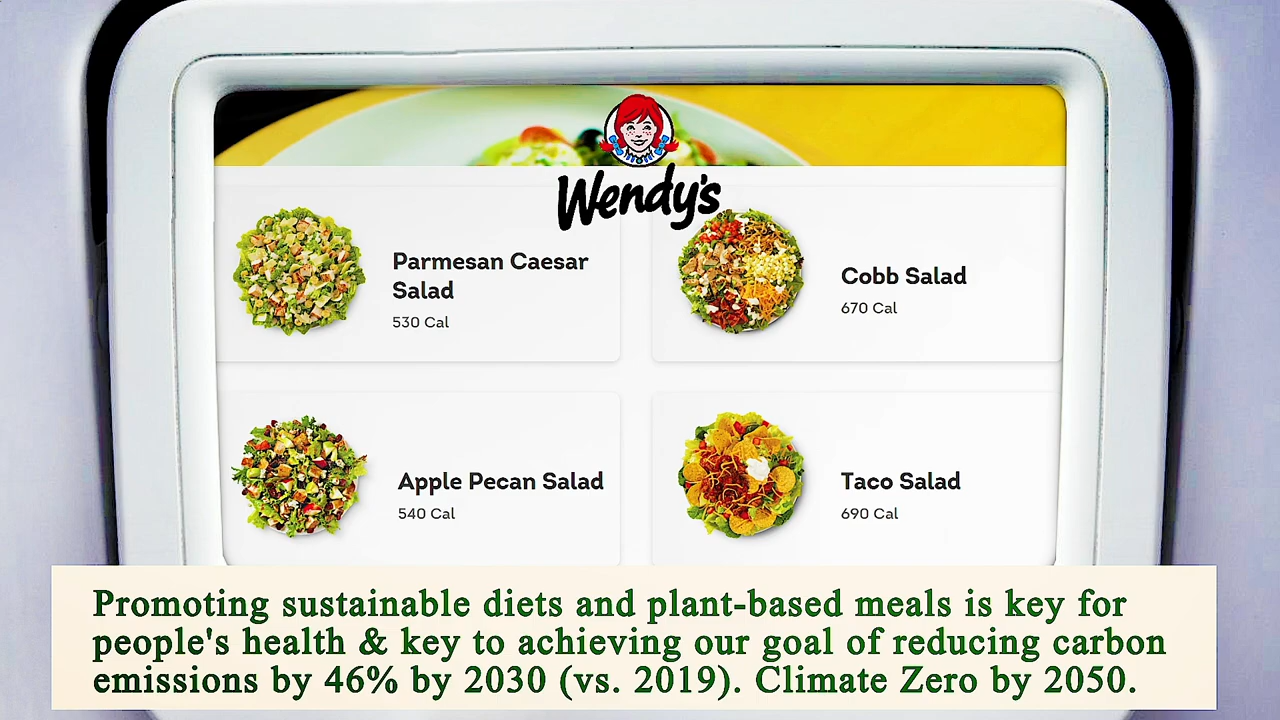 Wendy's
Parmesan Caesar
Salad
530 Cal
Cobb Salad
670 Cal
Apple Pecan Salad
540 Cal
Taco Salad
690 Cal
Promoting sustainable diets and plant-based meals is key for
people's health & key to achieving our goal of reducing carbon
emissions by 46% by 2030 (vs. 2019). Climate Zero by 2050.